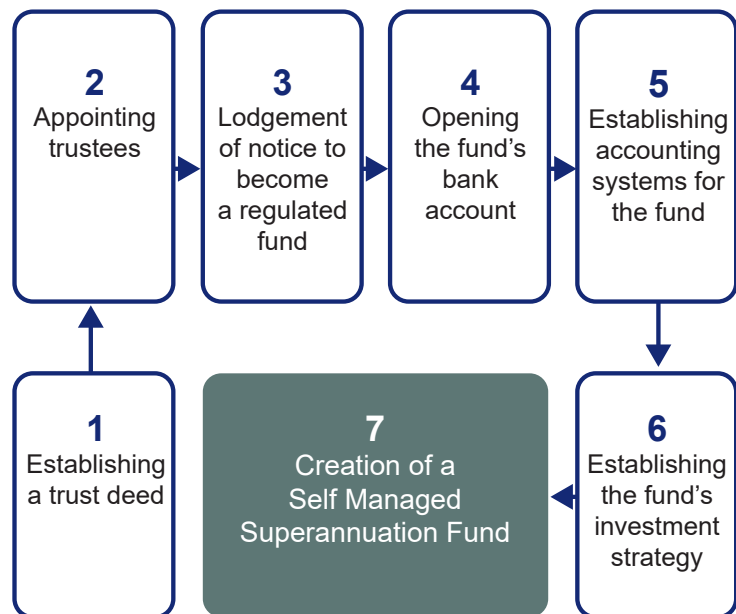 1
Establishing
a trust deed
2
Appointing
trustees
3
Lodgement
of notice to
become
a regulated
fund
4
Opening
the fund's
bank
account
5
Establishing
accounting
systems for
the fund
6
Establishing
the fund's
investment
strategy
7
Creation of a
Self Managed
Superannuation Fund